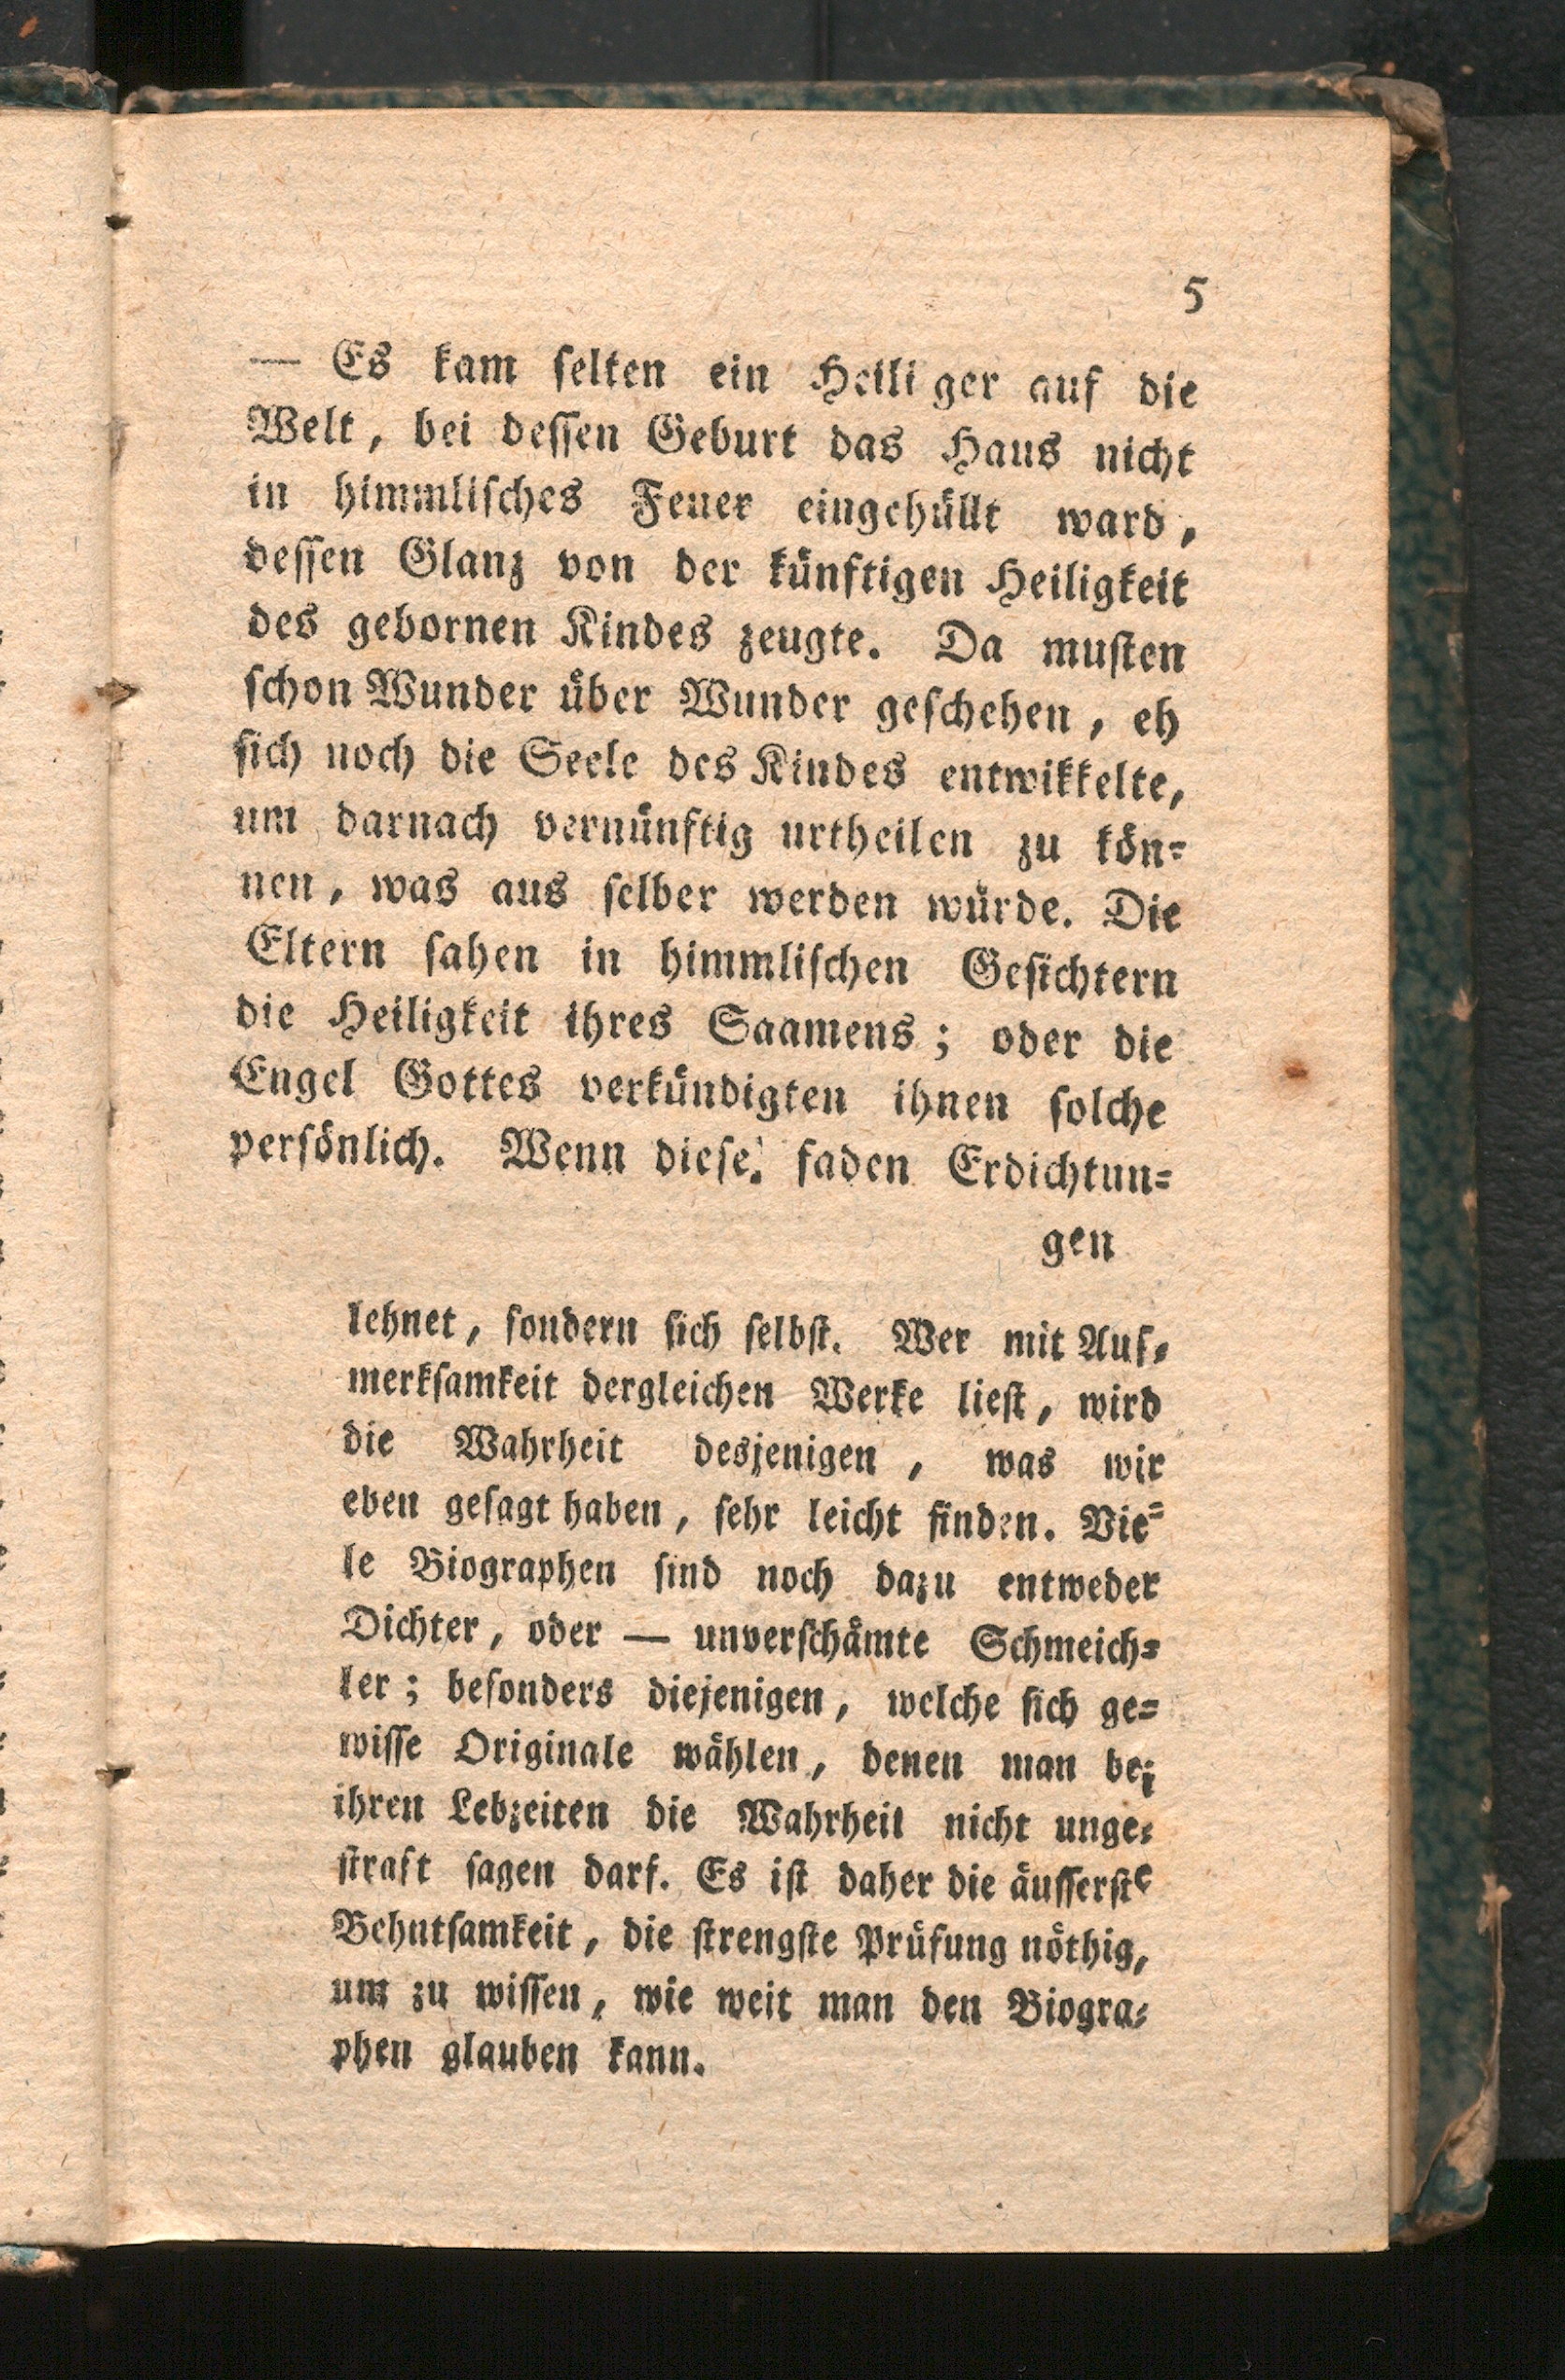 5
— Es kam ſelten ein Heili ger auf die
Welt, bei deſſen Geburt das Haus nicht
in himmliſches Feuer eingehüllt ward,
deſſen Glanz von der künftigen Heiligkeit
des gebornen Kindes zeugte. Da muſten
ſchon Wunder über Wunder geſchehen, eh
ſich noch die Seele des Kindes entwikkelte,
um darnach vernünftig urtheilen zu kön-
nen, was aus ſelber werden würde. Die
Eltern ſahen in himmliſchen Geſichtern
die Heiligkeit ihres Saamens; oder die
Engel Gottes verkündigten ihnen ſolche
perſönlich. Wenn dieſe. faden Erdichtun-
gen
lehnet, ſondern ſich ſelbſt. Wer mit Auf-
merkſamkeit dergleichen Werke lieſt, wird
die Wahrheit desjenigen, was wir
eben geſagt haben, ſehr leicht finden. Vie-
le Biographen ſind noch dazu entweder
Dichter, oder — unverſchämte Schmeich-
ler; beſonders diejenigen, welche ſich ge-
wiſſe Originale wählen, denen man bei
ihren Lebzeiten die Wahrheit nicht unge-
ſtraft ſagen darf. Es iſt daher die äuſſerſte
Behutſamkeit, die ſtrengſte Prüfung nöthig,
um zu wiſſen, wie weit man den Biogra-
phen glauben kann.